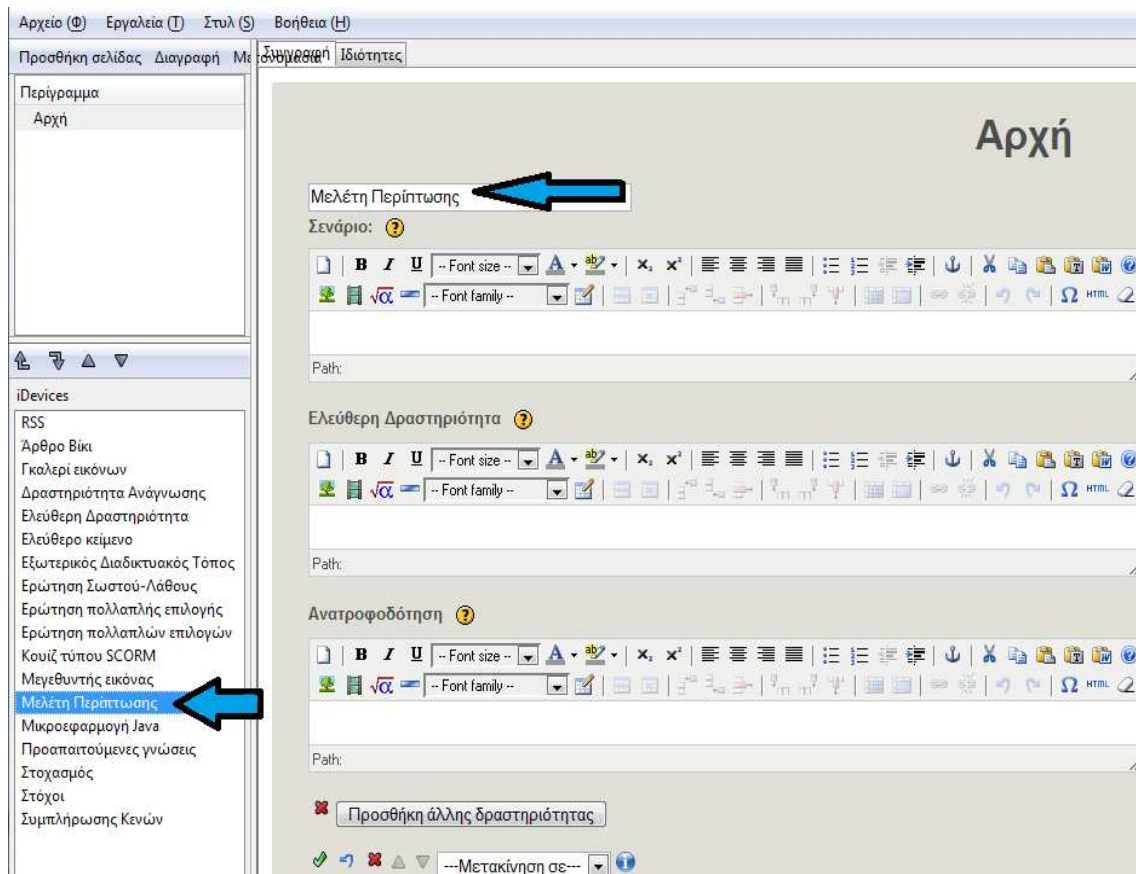 Αρχείο (Φ) Εργαλεία (Τ) Στυλ (S) Βοήθεια (H)
Προσθήκη σελίδας Διαγραφή Μετονομασία
Συγγραφή Ιδιότητες
Περίγραμμα
Αρχή
iDevices
RSS
Άρθρο Βίκι
Γκαλερί εικόνων
Δραστηριότητα Ανάγνωσης
Ελεύθερη Δραστηριότητα
Ελεύθερο κείμενο
Εξωτερικός Διαδικτυακός Τόπος
Ερώτηση Σωστού-Λάθους
Ερώτηση πολλαπλής επιλογής
Ερώτηση πολλαπλών επιλογών
Κουίζ τύπου SCORM
Μεγεθυντής εικόνας
Μελέτη Περίπτωσης
Μικροεφαρμογή Java
Προαπαιτούμενες γνώσεις
Στοχασμός
Στόχοι
Συμπλήρωσης Κενών
Αρχή
Μελέτη Περίπτωσης
Σενάριο:
B I U -- Font size --
-- Font family -- HTML
Path:
Ελεύθερη Δραστηριότητα
B I U -- Font size --
-- Font family -- HTML
Path:
Ανατροφοδότηση
B I U -- Font size --
-- Font family -- HTML
Path:
Προσθήκη άλλης δραστηριότητας
---Μετακίνηση σε---